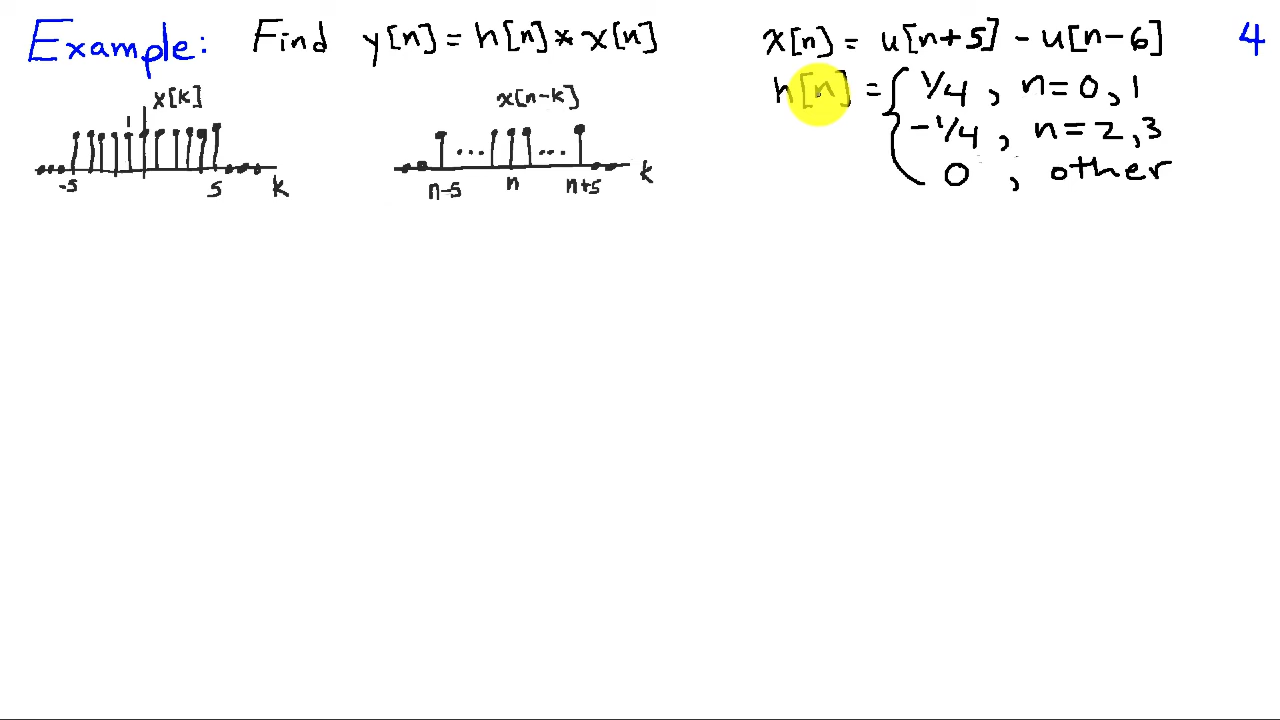 Example: Find y[n] = h[n] * x[n] x[n] = u[n+5] - u[n-6] 4
h[n] = { 1/4 , n = 0, 1
-1/4 , n = 2, 3
0 , other
x[k]
1
-5 5 k
x[n-k]
... ...
n-5 n n+5 k